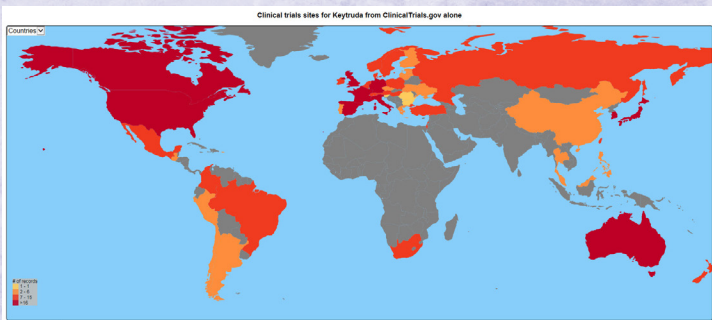 Clinical trials sites for Keytruda from ClinicalTrials.gov alone
Countries
# of records
1 - 1
2 - 6
7 - 15
>15